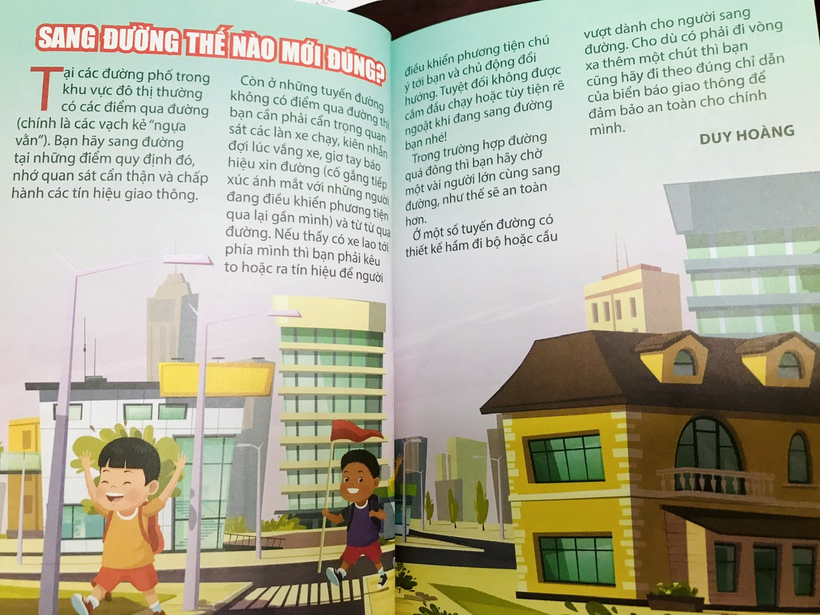 SANG ĐƯỜNG THẾ NÀO MỚI ĐÚNG?
Tại các đường phố trong
khu vực đô thị thường
có các điểm qua đường
(chính là các vạch kẻ “ngựa
vằn”). Bạn hãy sang đường
tại những điểm quy định đó,
nhớ quan sát cẩn thận và chấp
hành các tín hiệu giao thông.
Còn ở những tuyến đường
không có điểm qua đường thì
bạn cần phải cẩn trọng quan
sát các làn xe chạy, kiên nhẫn
đợi lúc vắng xe, giơ tay báo
hiệu xin đường (cố gắng tiếp
xúc ánh mắt với những người
đang điều khiển phương tiện
qua lại gần mình) và từ từ qua
đường. Nếu thấy có xe lao tới
phía mình thì bạn phải kêu
to hoặc ra tín hiệu để người
điều khiển phương tiện chú
ý tới bạn và chủ động đổi
hướng. Tuyệt đối không được
cắm đầu chạy hoặc tùy tiện rẽ
ngoặt khi đang sang đường
bạn nhé!
Trong trường hợp đường
quá đông thì bạn hãy chờ
một vài người lớn cùng sang
đường, như thế sẽ an toàn
hơn.
Ở một số tuyến đường có
thiết kế hầm đi bộ hoặc cầu
vượt dành cho người sang
đường. Cho dù có phải đi vòng
xa thêm một chút thì bạn
cũng hãy đi theo đúng chỉ dẫn
của biển báo giao thông để
đảm bảo an toàn cho chính
mình.
DUY HOÀNG